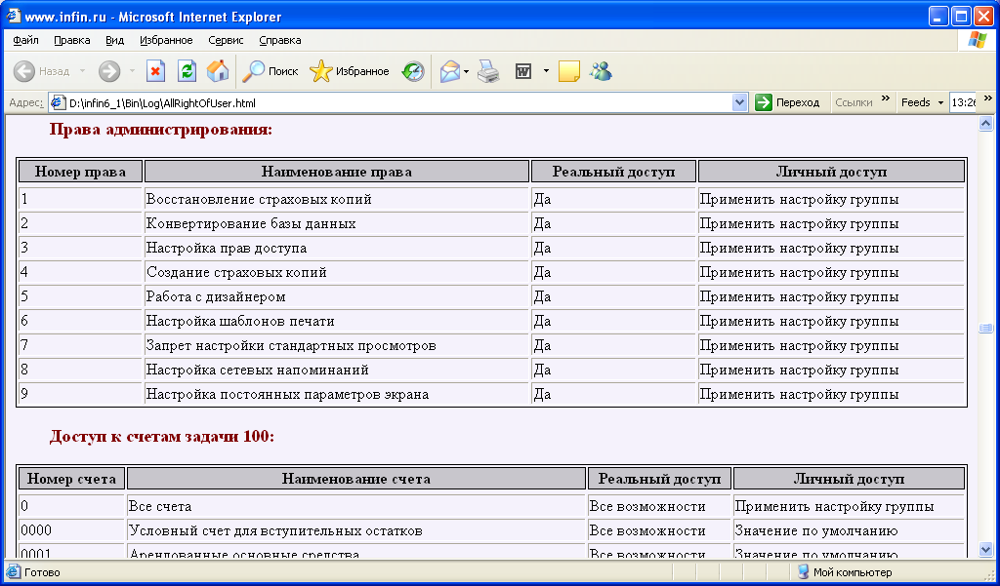 www.infin.ru - Microsoft Internet Explorer
Файл Правка Вид Избранное Сервис Справка
Назад Поиск Избранное
Адрес: D:\infin6_1\Bin\Log\AllRightOfUser.html Переход Ссылки » Feeds 13:26 »
Права администрирования:
Номер права Наименование права Реальный доступ Личный доступ
1 Восстановление страховых копий Да Применить настройку группы
2 Конвертирование базы данных Да Применить настройку группы
3 Настройка прав доступа Да Применить настройку группы
4 Создание страховых копий Да Применить настройку группы
5 Работа с дизайнером Да Применить настройку группы
6 Настройка шаблонов печати Да Применить настройку группы
7 Запрет настройки стандартных просмотров Да Применить настройку группы
8 Настройка сетевых напоминаний Да Применить настройку группы
9 Настройка постоянных параметров экрана Да Применить настройку группы
Доступ к счетам задачи 100:
Номер счета Наименование счета Реальный доступ Личный доступ
0 Все счета Все возможности Применить настройку группы
0000 Условный счет для вступительных остатков Все возможности Значение по умолчанию
0001 Арендованные основные средства Все возможности Значение по умолчанию
Готово Мой компьютер